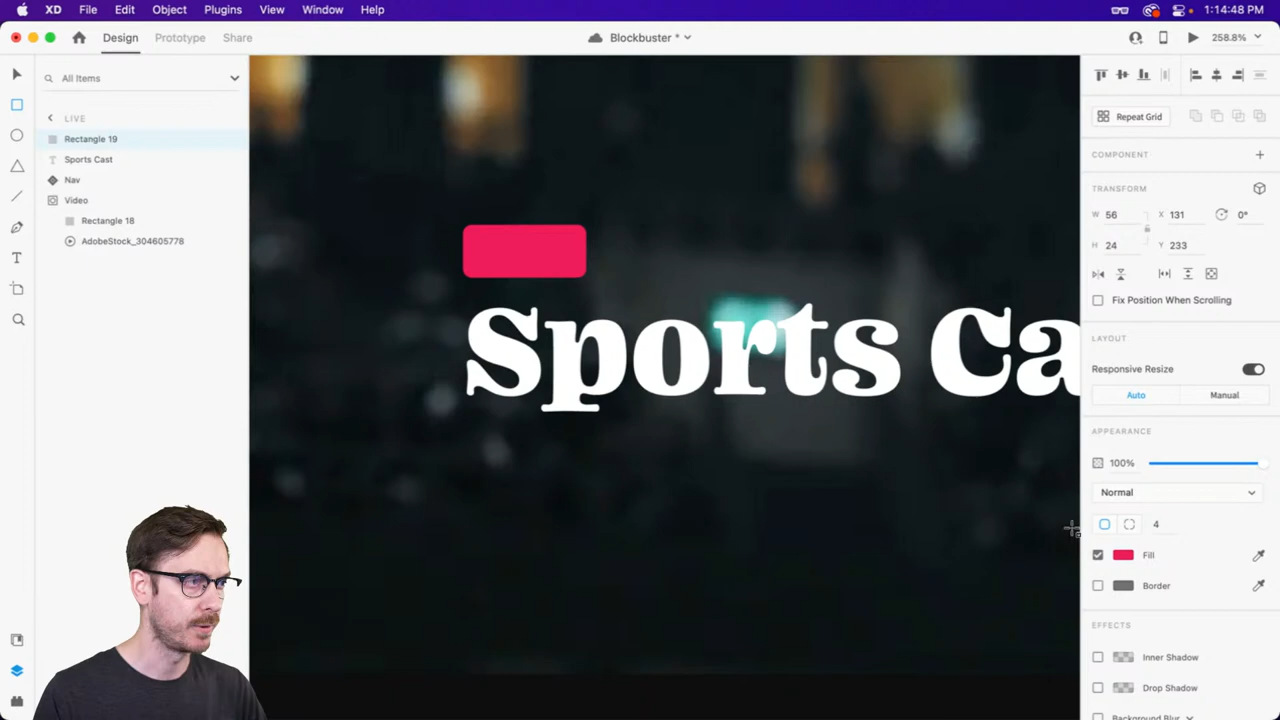 XD File Edit Object Plugins View Window Help 1:14:48 PM
Design Prototype Share Blockbuster * 258.8%
All Items
LIVE
Rectangle 19
Sports Cast
Nav
Video
Rectangle 18
AdobeStock_304605778
Sports Ca
Repeat Grid
COMPONENT
TRANSFORM
W 56 X 131 0°
H 24 Y 233
Fix Position When Scrolling
LAYOUT
Responsive Resize
Auto Manual
APPEARANCE
100%
Normal
4
Fill
Border
EFFECTS
Inner Shadow
Drop Shadow
Background Blur